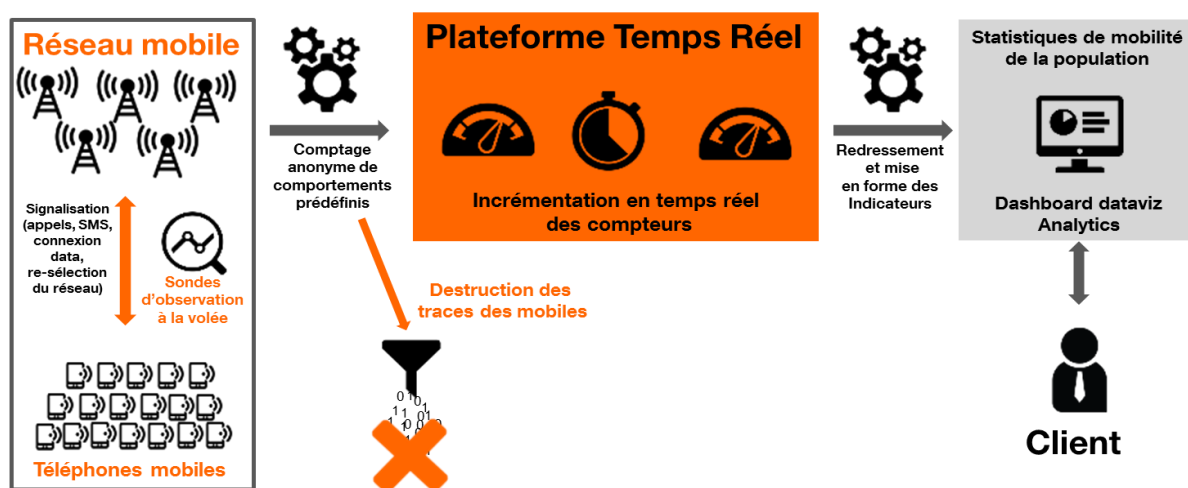 Réseau mobile
Signalisation
(appels, SMS,
connexion
data,
re-sélection
du réseau)
Sondes
d'observation
à la volée
Téléphones mobiles
Comptage
anonyme de
comportements
prédéfinis
Destruction des
traces des mobiles
Plateforme Temps Réel
Incrémentation en temps réel
des compteurs
Redressement
et mise
en forme des
Indicateurs
Statistiques de mobilité
de la population
Dashboard dataviz
Analytics
Client